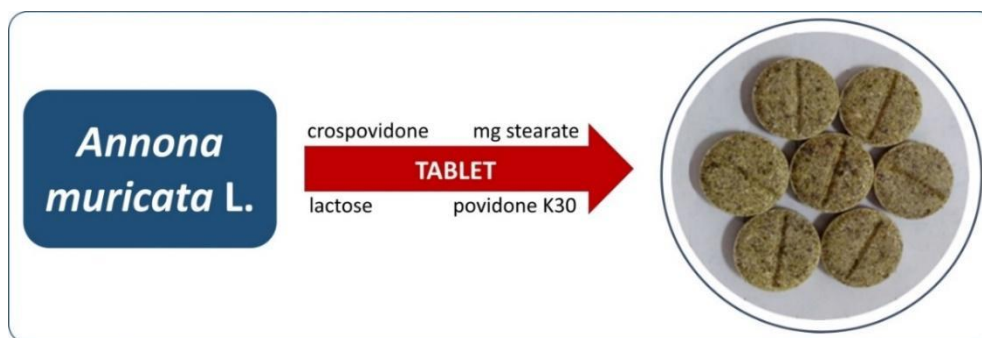 Annona
muricata L.
crospovidone mg stearate
TABLET
lactose povidone K30